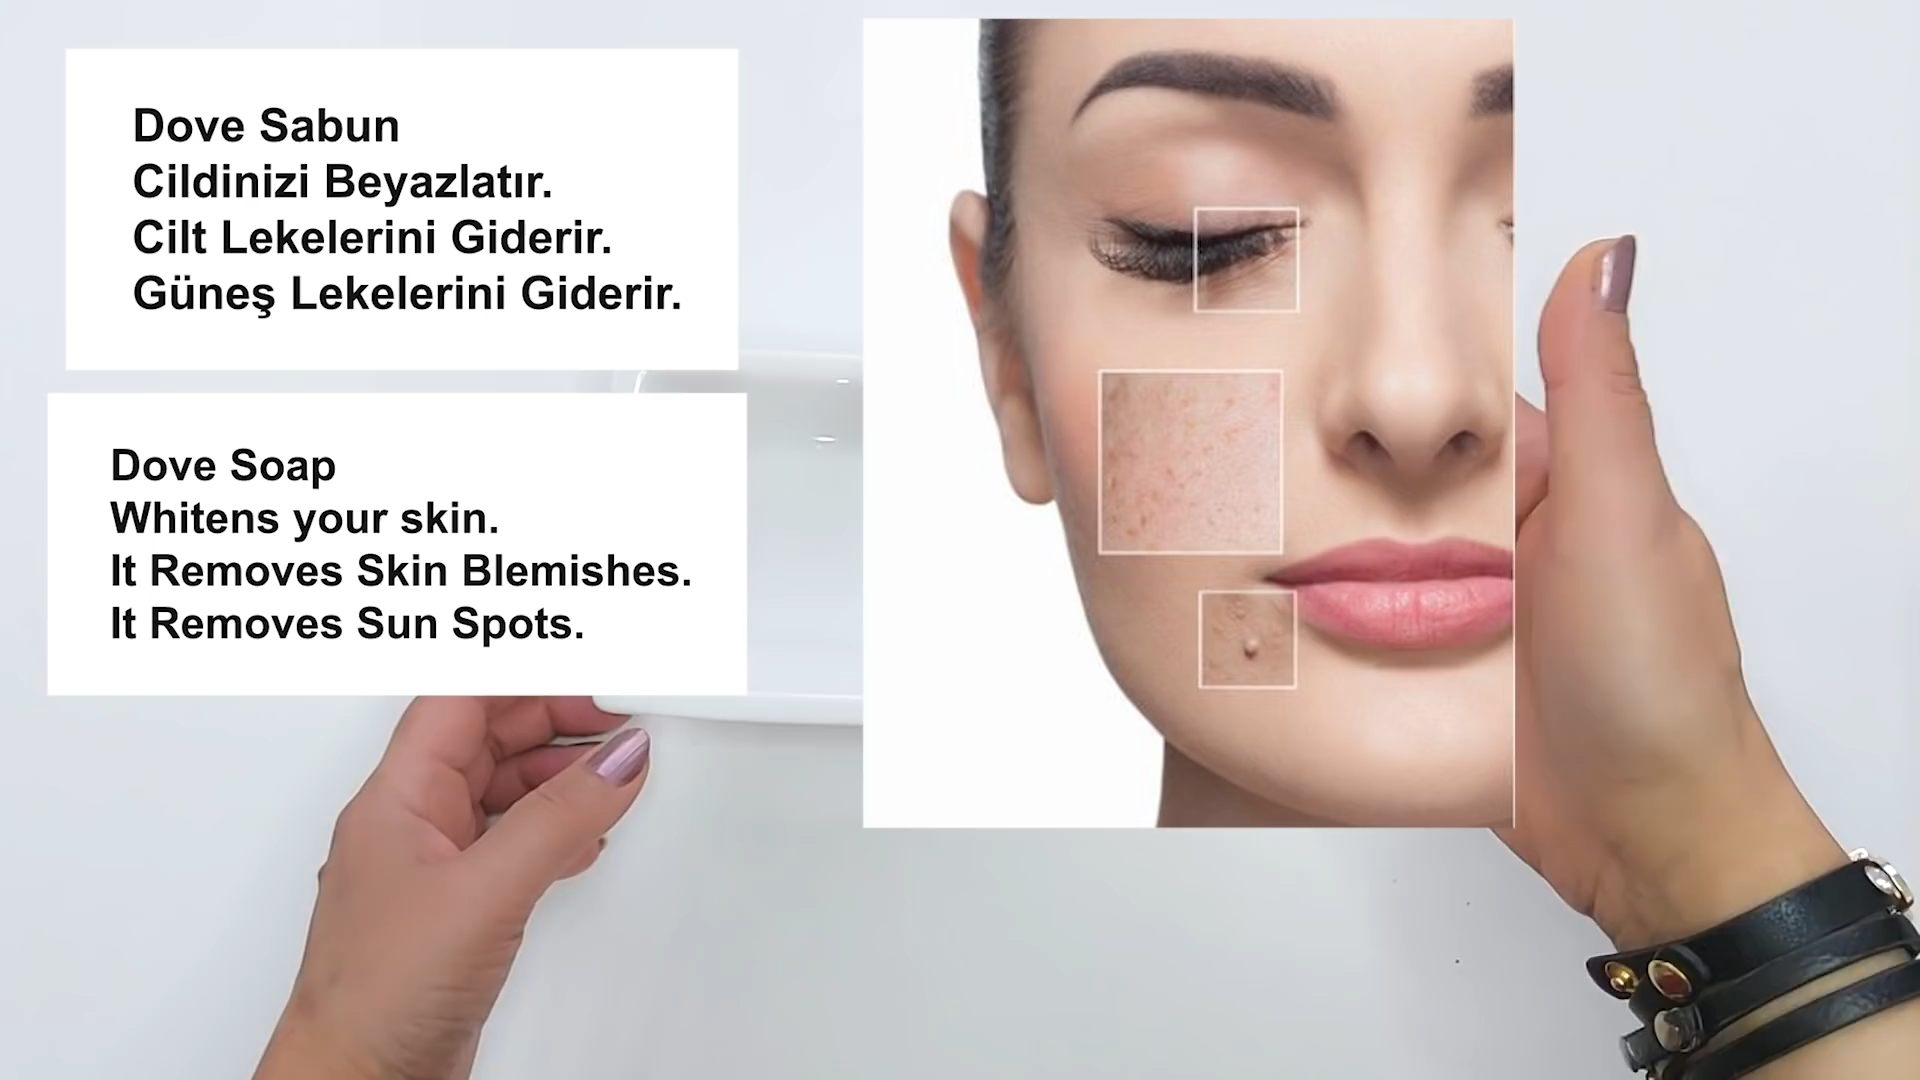 Dove Sabun
Cildinizi Beyazlatır.
Cilt Lekelerini Giderir.
Güneş Lekelerini Giderir.
Dove Soap
Whitens your skin.
It Removes Skin Blemishes.
It Removes Sun Spots.